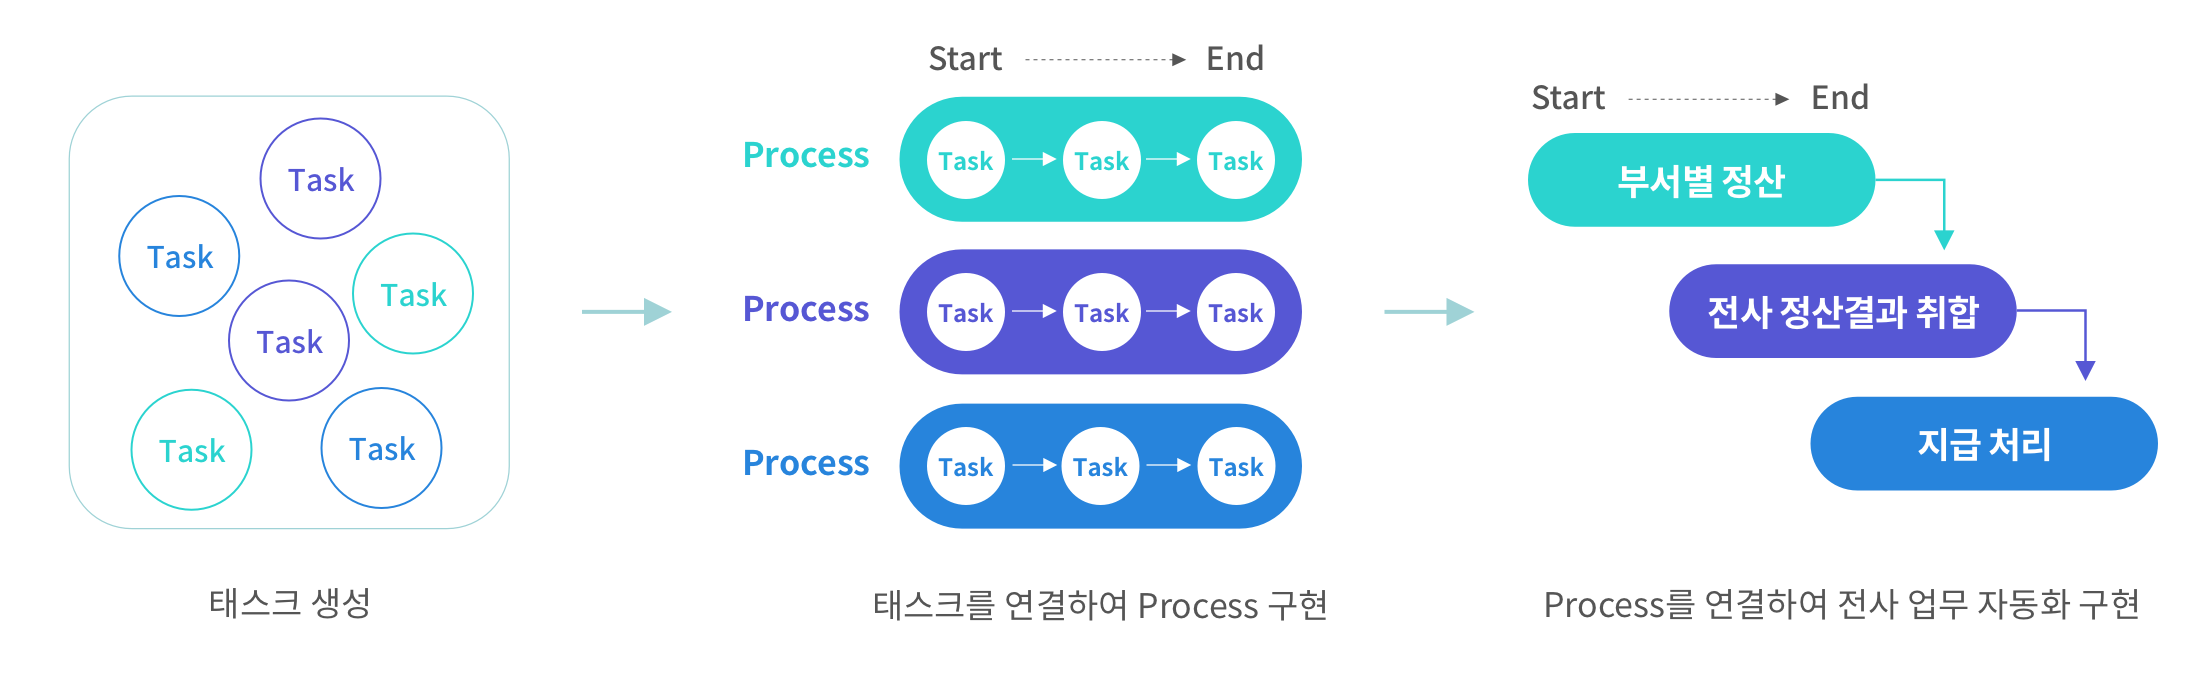 Task
Task
Task
Task
Task
Task
태스크 생성
Start End
Process Task Task Task
Process Task Task Task
Process Task Task Task
태스크를 연결하여 Process 구현
Start End
부서별 정산
전사 정산결과 취합
지급 처리
Process를 연결하여 전사 업무 자동화 구현